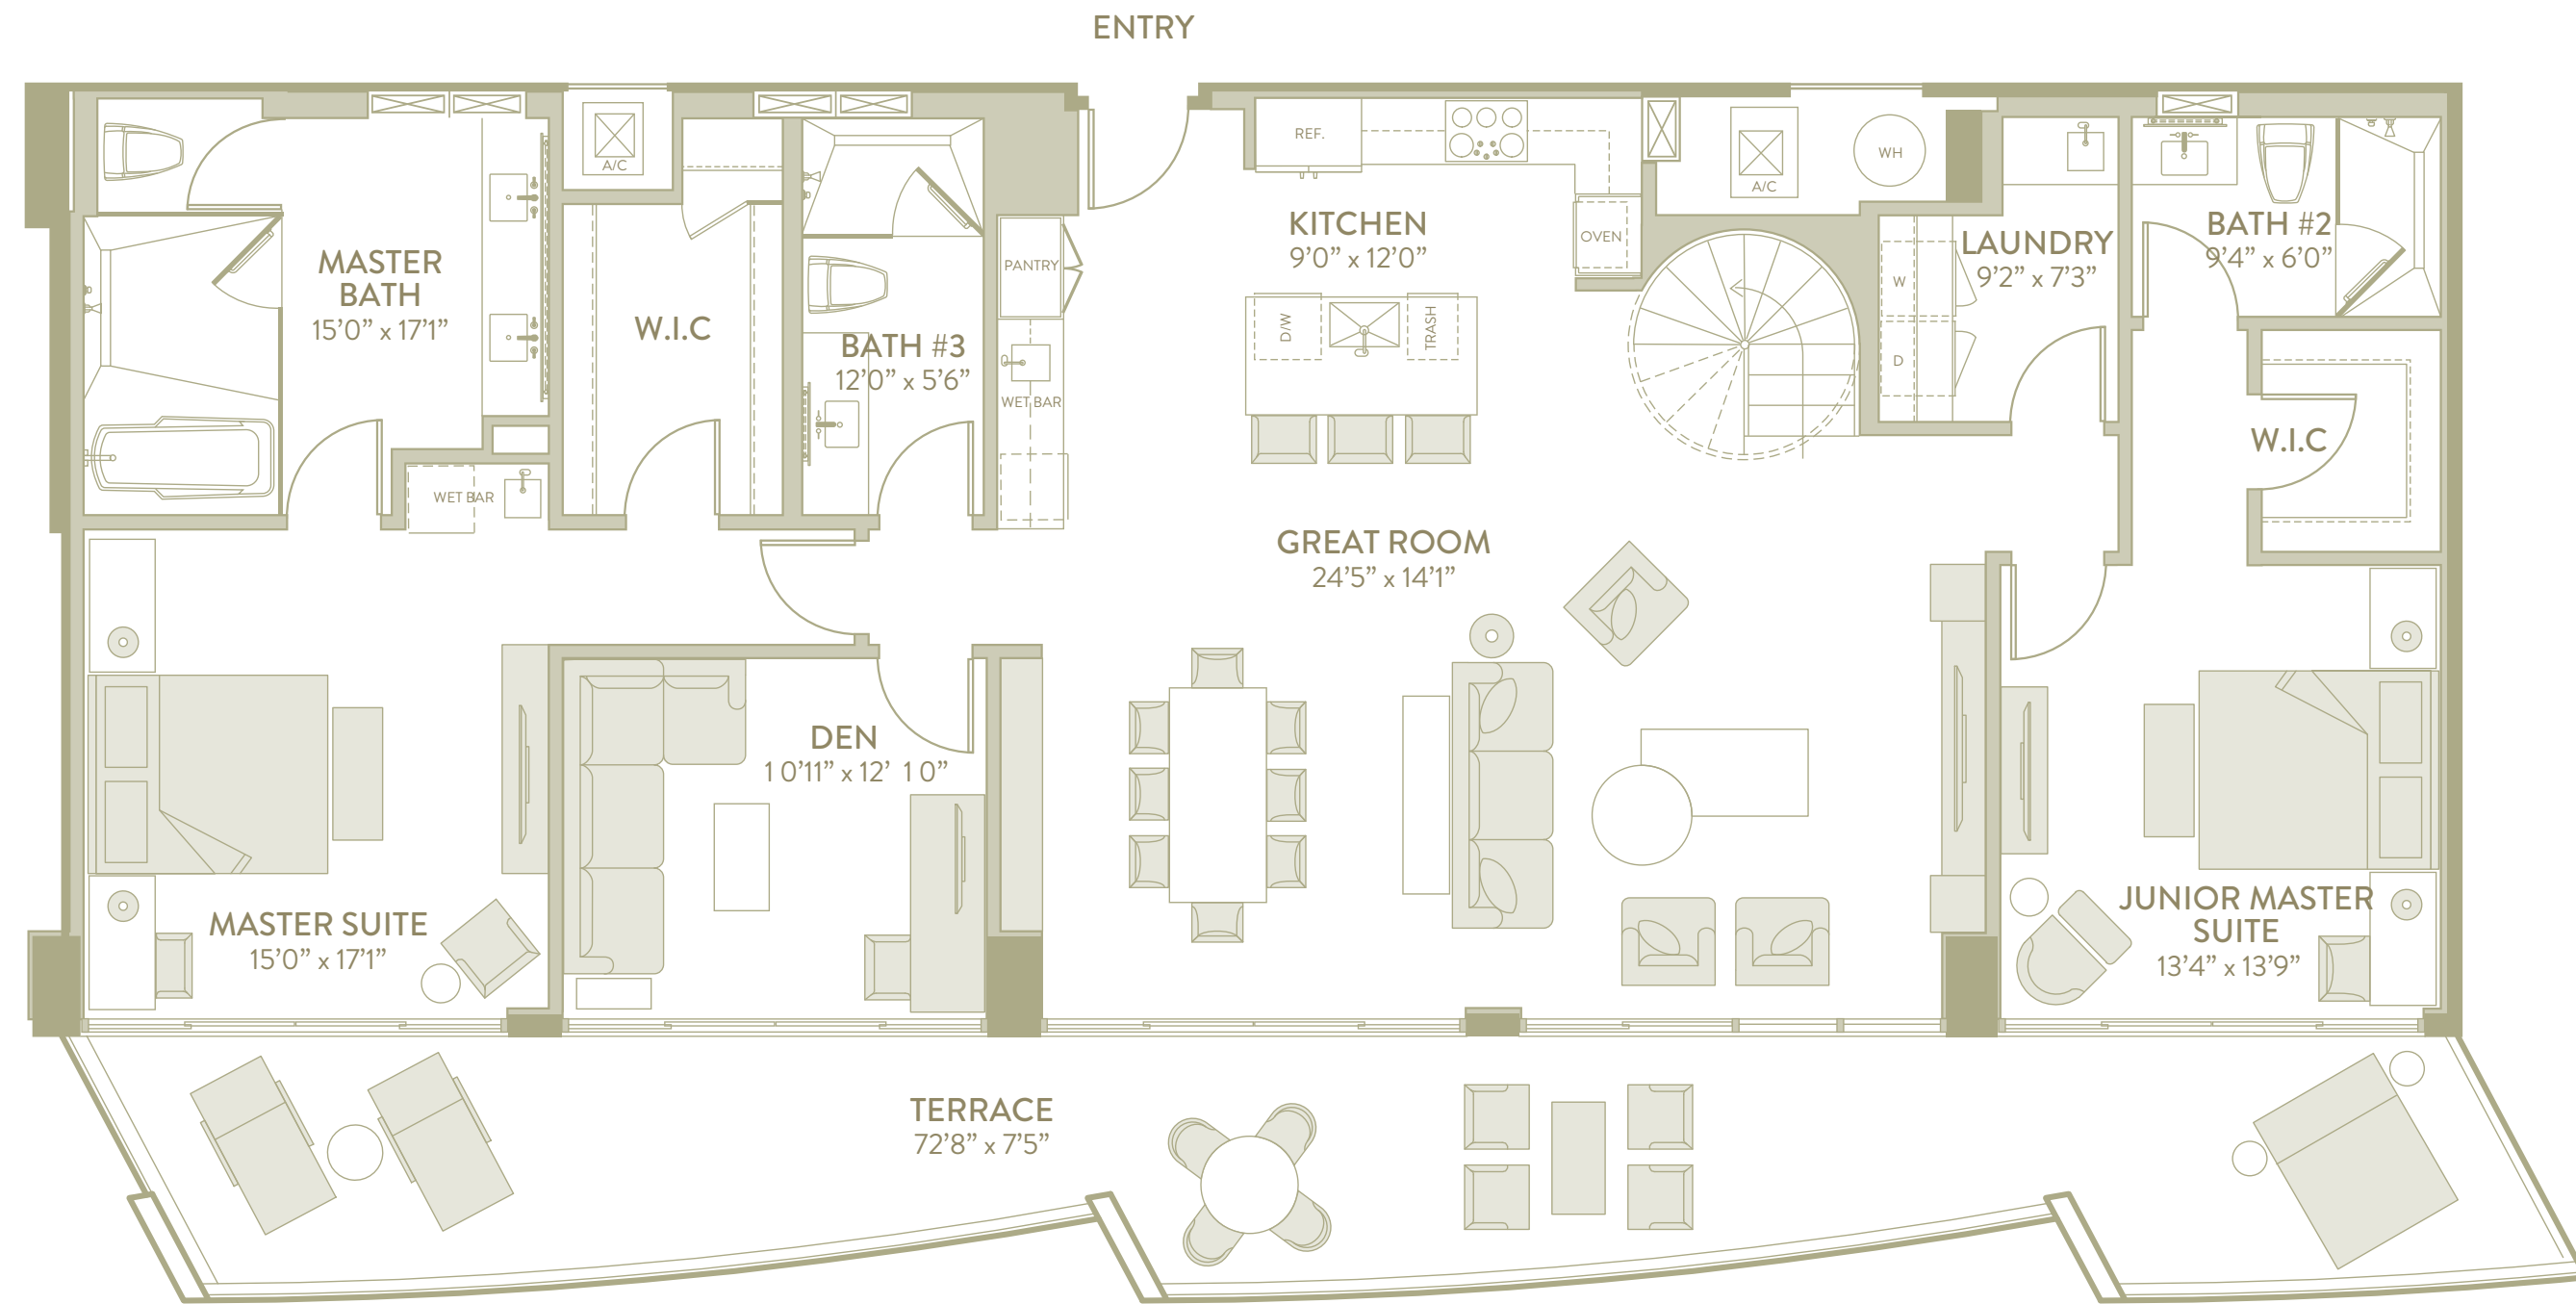 ENTRY
REF.
A/C
A/C
WH
KITCHEN
9’0” x 12’0”
OVEN
LAUNDRY
9’2” x 7’3”
BATH #2
9’4” x 6’0”
MASTER
BATH
15’0” x 17’1”
W.I.C
PANTRY
W
D
D/W
TRASH
BATH #3
12’0” x 5’6”
WET BAR
W.I.C
WET BAR
GREAT ROOM
24’5” x 14’1”
DEN
1 0’11” x 12’ 1 0”
MASTER SUITE
15’0” x 17’1”
JUNIOR MASTER
SUITE
13’4” x 13’9”
TERRACE
72’8” x 7’5”